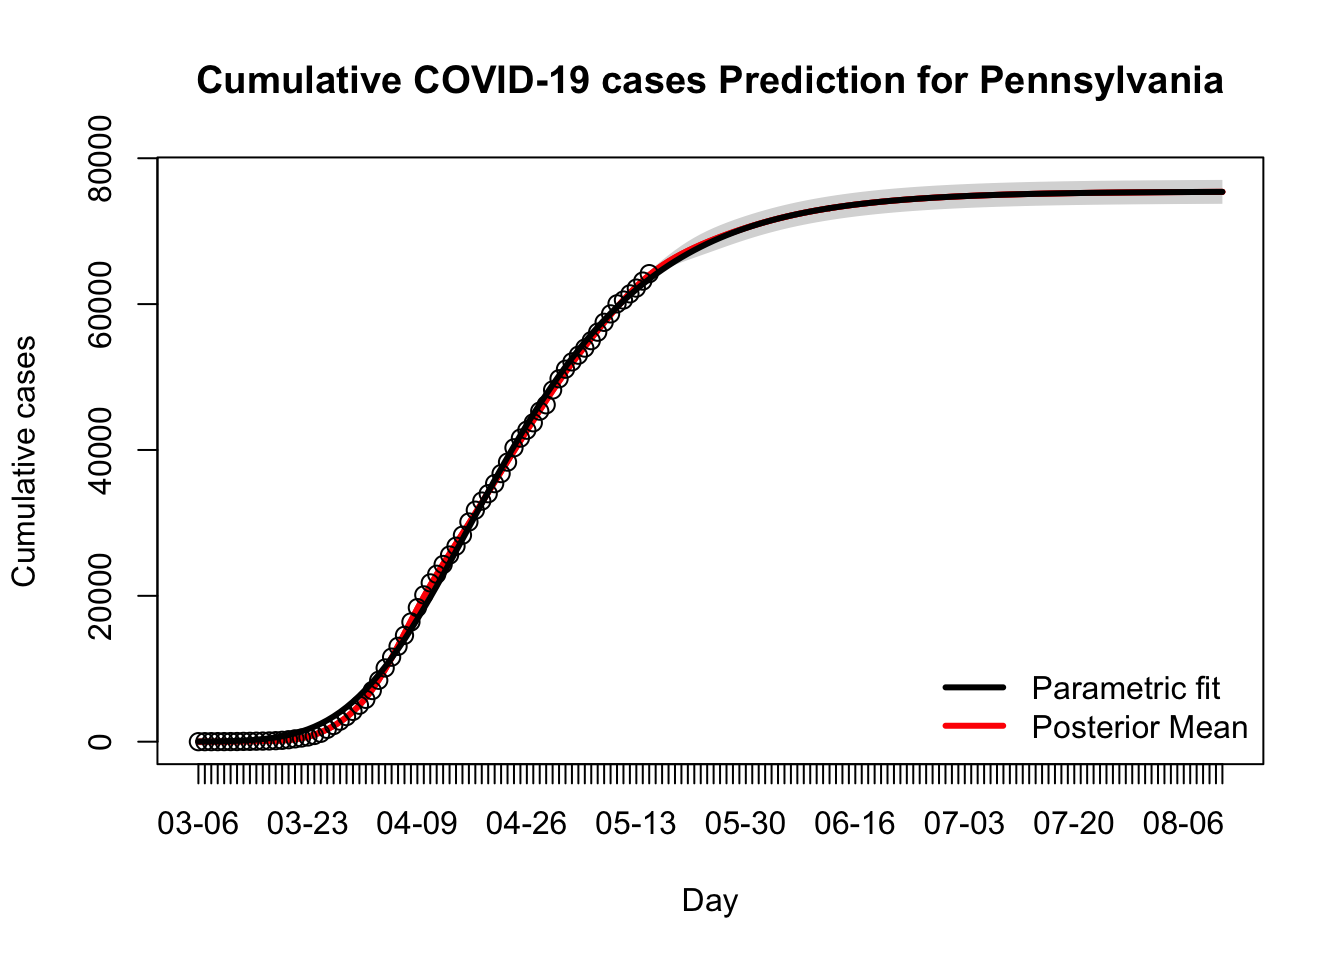 Cumulative COVID-19 cases Prediction for Pennsylvania
Cumulative cases
80000
60000
40000
20000
0
Parametric fit
Posterior Mean
03-06 03-23 04-09 04-26 05-13 05-30 06-16 07-03 07-20 08-06
Day